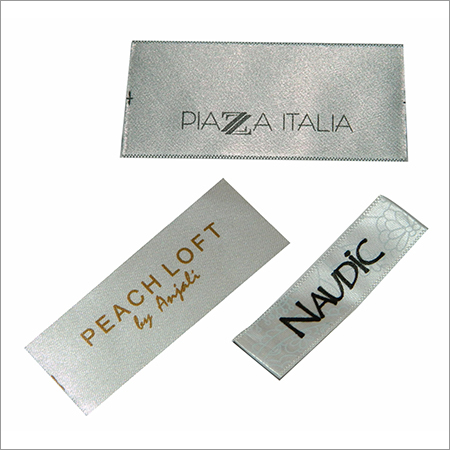 PIAZZA ITALIA
PEACH LOFT
by Anjali
NAUDIC